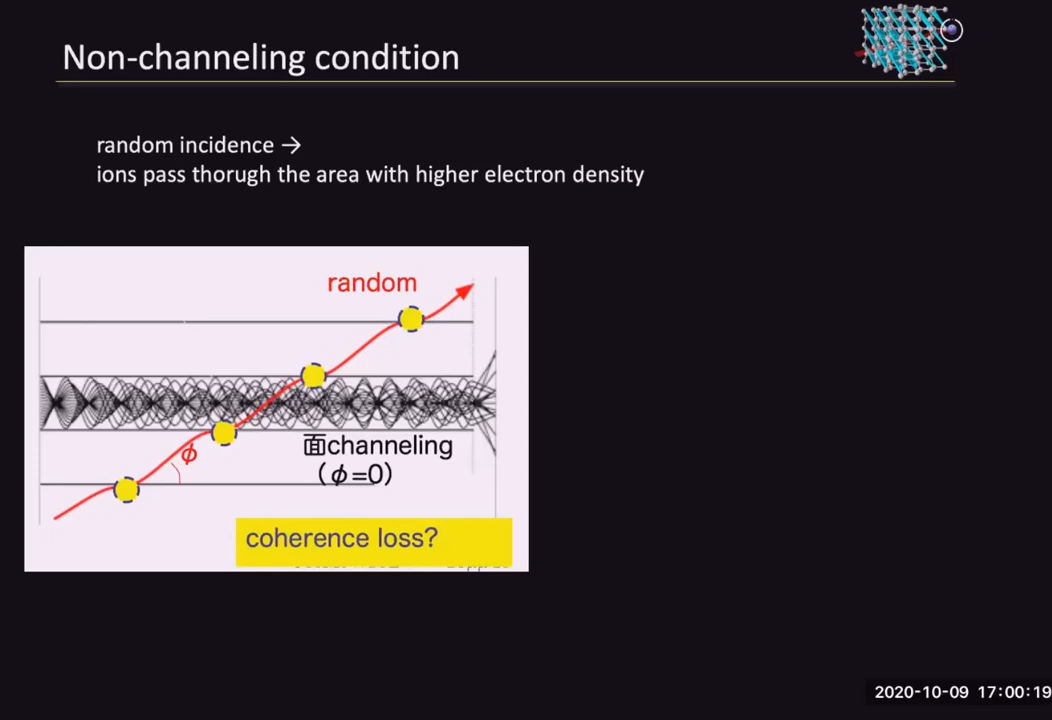 Non-channeling condition
random incidence →
ions pass thorugh the area with higher electron density
random
ϕ
面channeling
(ϕ=0)
coherence loss?
2020-10-09 17:00:19